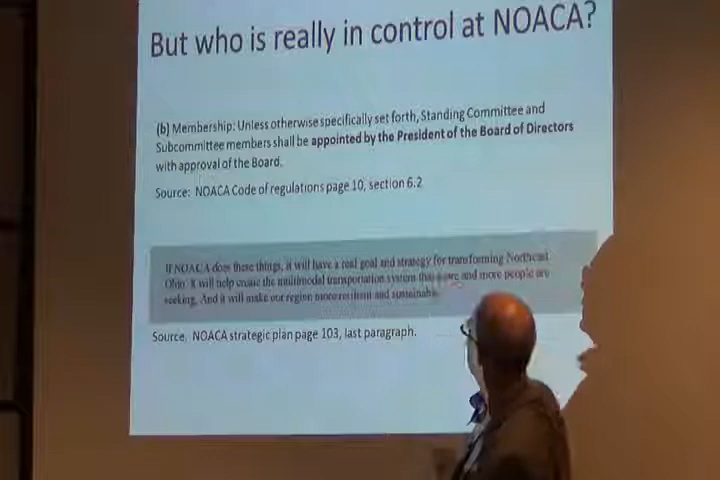 But who is really in control at NOACA?
(b) Membership: Unless otherwise specifically set forth, Standing Committee and
Subcommittee members shall be appointed by the President of the Board of Directors
with approval of the Board.
Source: NOACA Code of regulations page 10, section 6.2
If NOACA does these things, it will have a real goal and strategy for transforming Northeast
Ohio. It will help create the multimodal transportation system that more and more people are
seeking. And it will make our region more resilient and sustainable.
Source, NOACA strategic plan page 103, last paragraph.